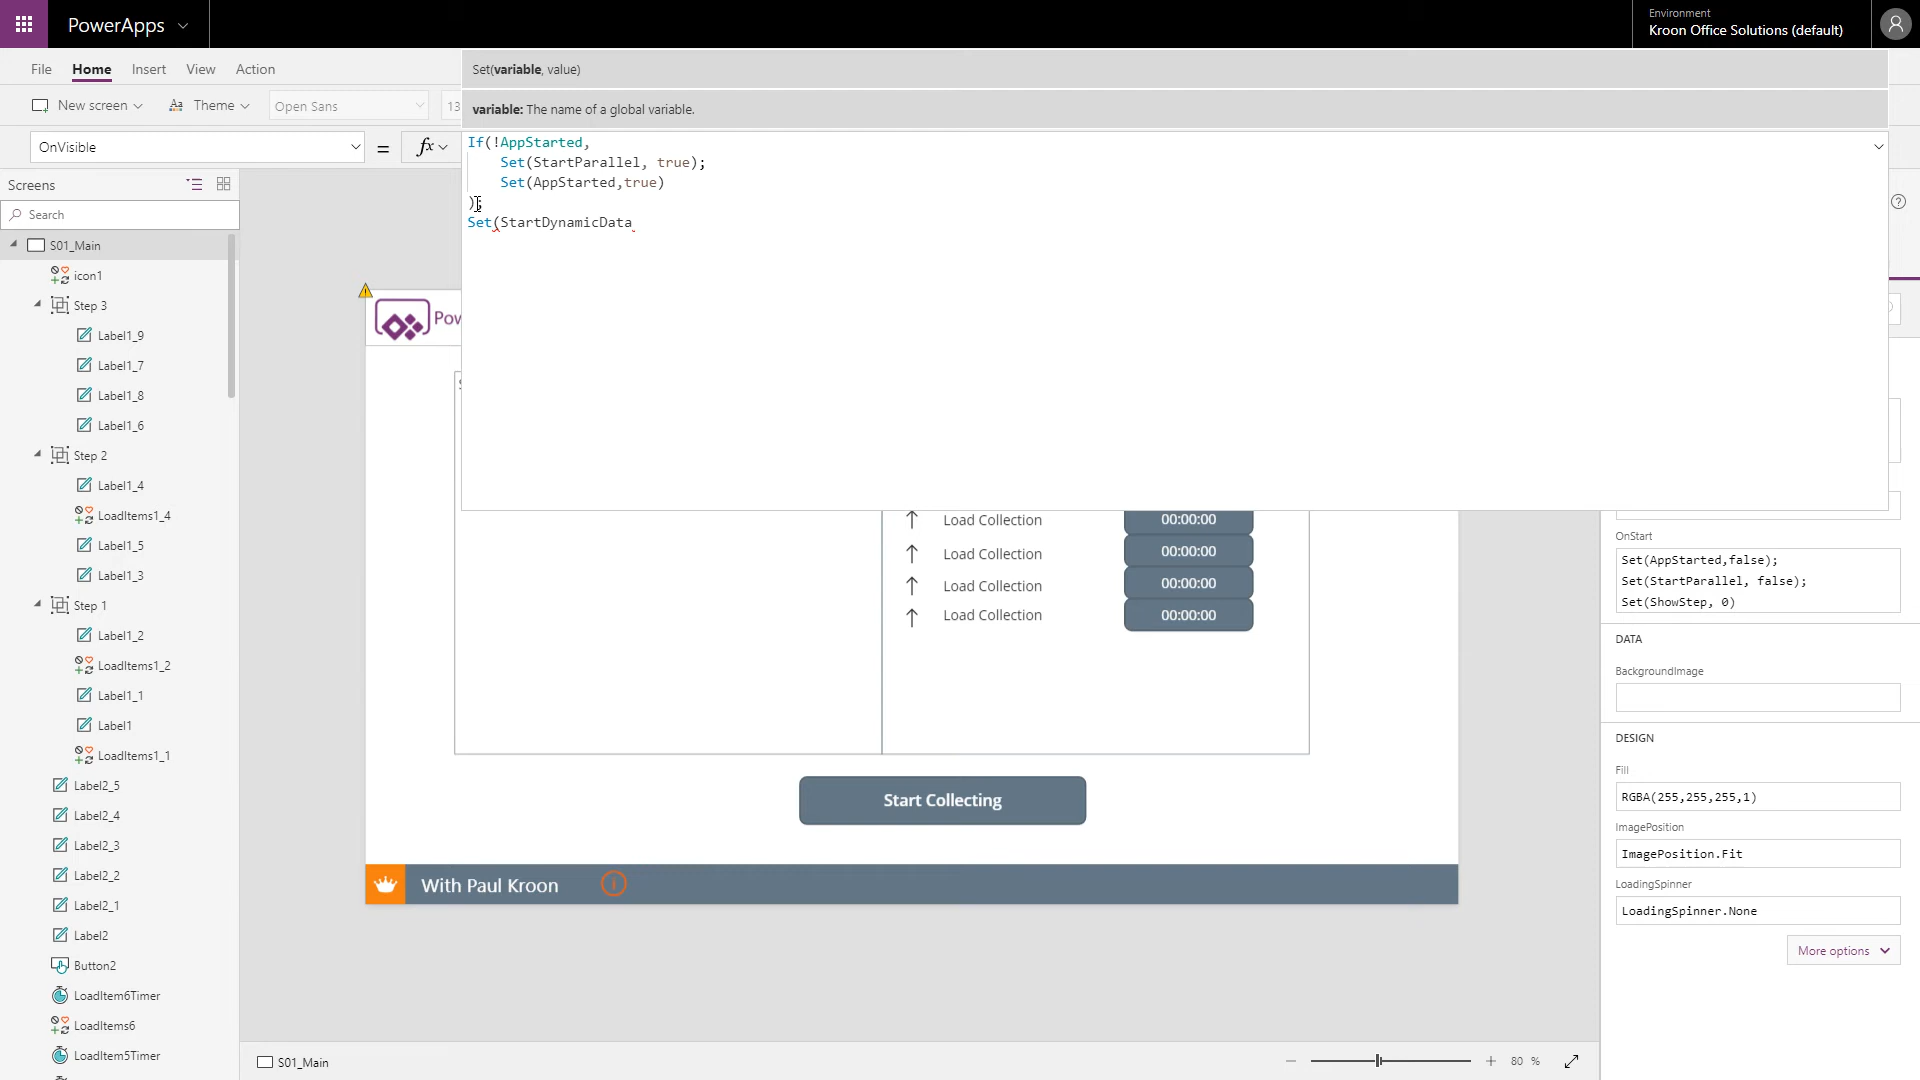 PowerApps
Environment
Kroon Office Solutions (default)
File
Home
Insert
View
Action
Set(variable, value)
New screen
Theme
Open Sans
13
variable: The name of a global variable.
OnVisible
=
fx
If(!AppStarted,
Set(StartParallel, true);
Set(AppStarted,true)
);
Set(StartDynamicData
Screens
Search
S01_Main
icon1
Step 3
Label1_9
Label1_7
Label1_8
Label1_6
Step 2
Label1_4
LoadItems1_4
Label1_5
Label1_3
Step 1
Label1_2
LoadItems1_2
Label1_1
Label1
LoadItems1_1
Label2_5
Label2_4
Label2_3
Label2_2
Label2_1
Label2
Button2
LoadItem6Timer
LoadItems6
LoadItem5Timer
Pow
Load Collection 00:00:00
Load Collection 00:00:00
Load Collection 00:00:00
Load Collection 00:00:00
Start Collecting
With Paul Kroon
OnStart
Set(AppStarted,false);
Set(StartParallel, false);
Set(ShowStep, 0)
DATA
BackgroundImage
DESIGN
Fill
RGBA(255,255,255,1)
ImagePosition
ImagePosition.Fit
LoadingSpinner
LoadingSpinner.None
More options
S01_Main
80 %